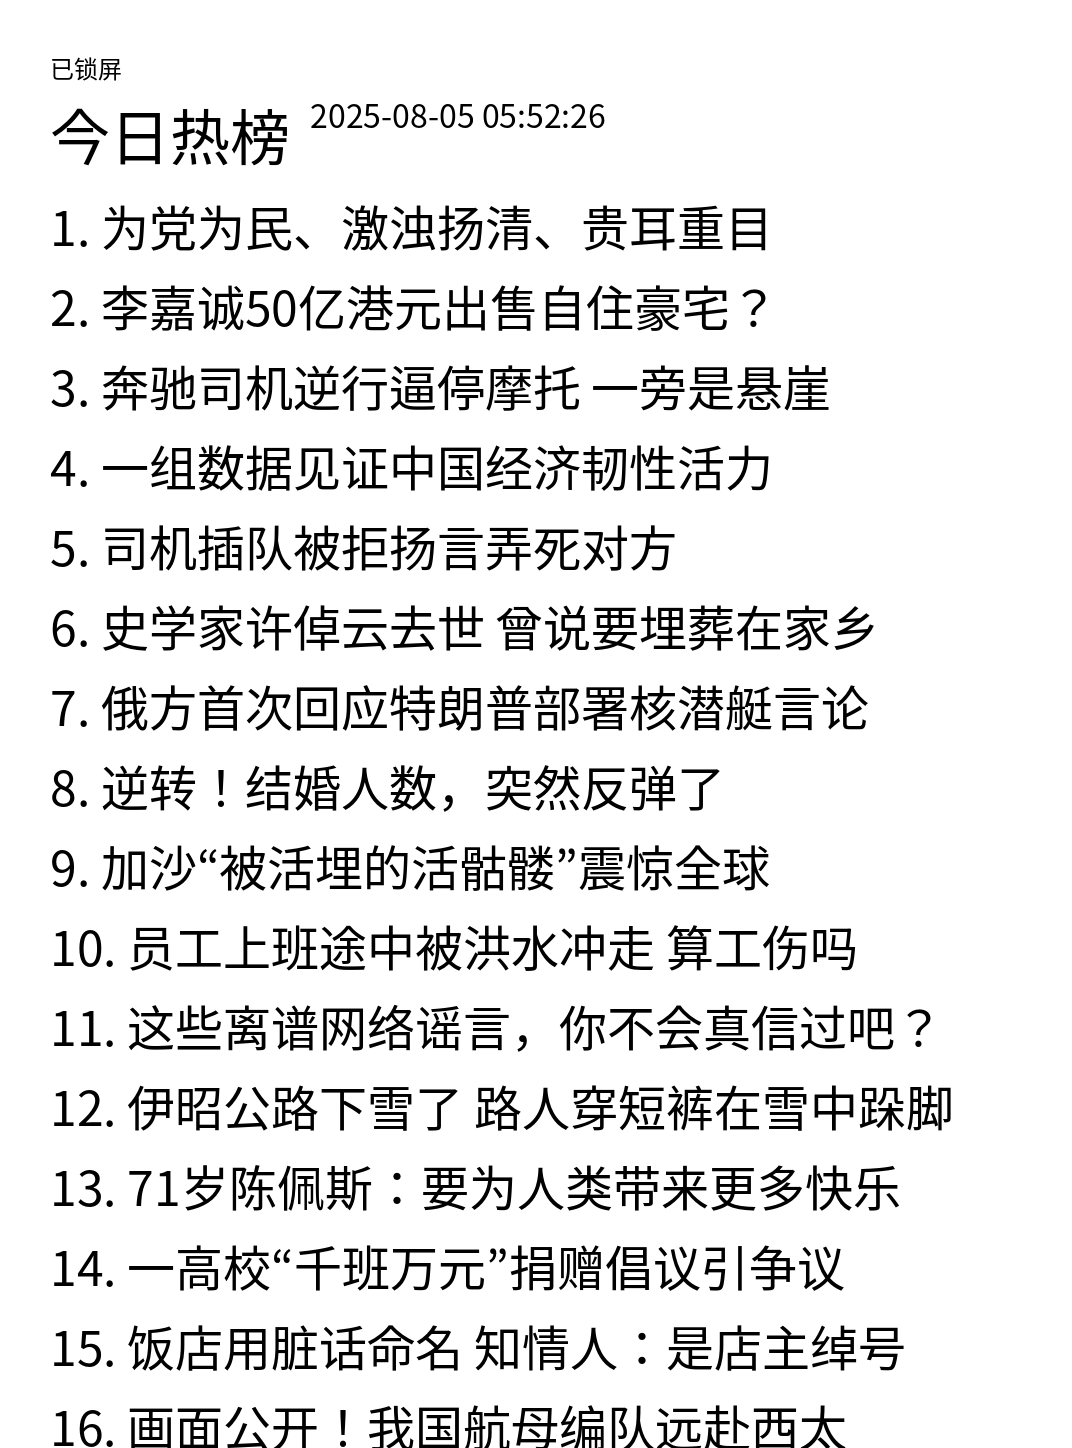 已锁屏
今日热榜 2025-08-05 05:52:26
1. 为党为民、激浊扬清、贵耳重目
2. 李嘉诚50亿港元出售自住豪宅？
3. 奔驰司机逆行逼停摩托 一旁是悬崖
4. 一组数据见证中国经济韧性活力
5. 司机插队被拒扬言弄死对方
6. 史学家许倬云去世 曾说要埋葬在家乡
7. 俄方首次回应特朗普部署核潜艇言论
8. 逆转！结婚人数，突然反弹了
9. 加沙“被活埋的活骷髅”震惊全球
10. 员工上班途中被洪水冲走 算工伤吗
11. 这些离谱网络谣言，你不会真信过吧？
12. 伊昭公路下雪了 路人穿短裤在雪中跺脚
13. 71岁陈佩斯：要为人类带来更多快乐
14. 一高校“千班万元”捐赠倡议引争议
15. 饭店用脏话命名 知情人：是店主绰号
16. 画面公开！我国航母编队远赴西太